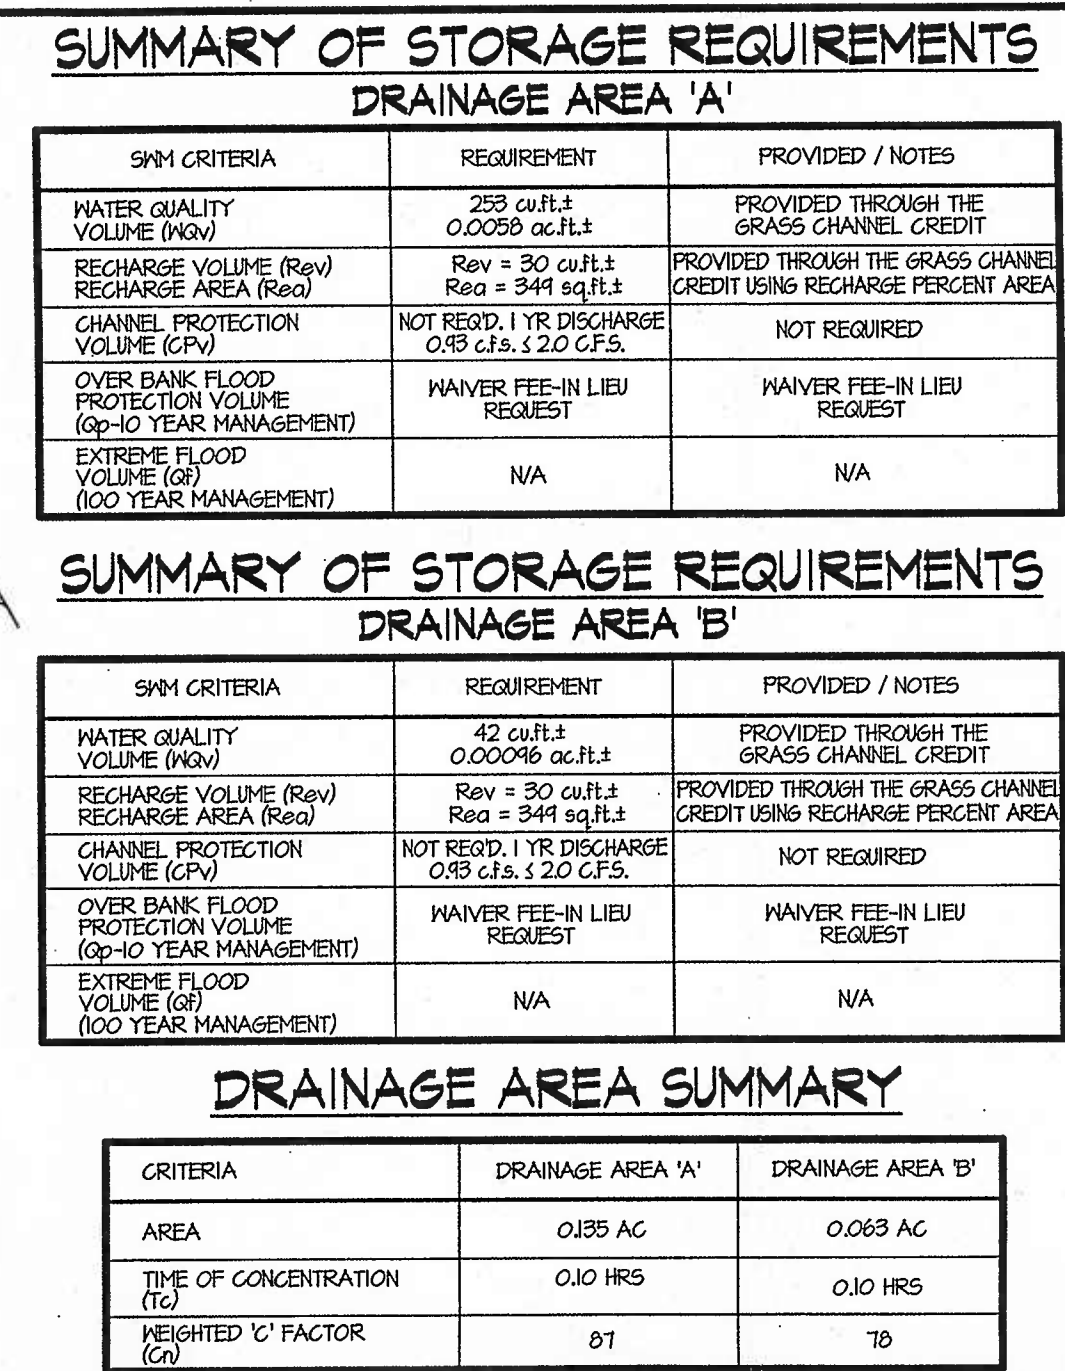 SUMMARY OF STORAGE REQUIREMENTS
DRAINAGE AREA 'A'
SWM CRITERIA REQUIREMENT PROVIDED / NOTES
WATER QUALITY VOLUME (WQv)
253 cu.ft.±
0.0058 ac.ft.±
PROVIDED THROUGH THE
GRASS CHANNEL CREDIT
RECHARGE VOLUME (Rev)
RECHARGE AREA (Rea)
Rev = 30 cu.ft.±
Rea = 349 sq.ft.±
PROVIDED THROUGH THE GRASS CHANNEL
CREDIT USING RECHARGE PERCENT AREA
CHANNEL PROTECTION
VOLUME (CPv)
NOT REQ'D. 1 YR DISCHARGE
0.93 c.f.s. ≤ 2.0 C.F.S.
NOT REQUIRED
OVER BANK FLOOD
PROTECTION VOLUME
(Qp-10 YEAR MANAGEMENT)
WAIVER FEE-IN LIEU
REQUEST
WAIVER FEE-IN LIEU
REQUEST
EXTREME FLOOD
VOLUME (Qf)
(100 YEAR MANAGEMENT)
N/A
N/A
SUMMARY OF STORAGE REQUIREMENTS
DRAINAGE AREA 'B'
SWM CRITERIA REQUIREMENT PROVIDED / NOTES
WATER QUALITY
VOLUME (WQv)
42 cu.ft.±
0.00096 ac.ft.±
PROVIDED THROUGH THE
GRASS CHANNEL CREDIT
RECHARGE VOLUME (Rev)
RECHARGE AREA (Rea)
Rev = 30 cu.ft.±
Rea = 349 sq.ft.±
PROVIDED THROUGH THE GRASS CHANNEL
CREDIT USING RECHARGE PERCENT AREA
CHANNEL PROTECTION
VOLUME (CPv)
NOT REQ'D. 1 YR DISCHARGE
0.93 c.f.s. ≤ 2.0 C.F.S.
NOT REQUIRED
OVER BANK FLOOD
PROTECTION VOLUME
(Qp-10 YEAR MANAGEMENT)
WAIVER FEE-IN LIEU
REQUEST
WAIVER FEE-IN LIEU
REQUEST
EXTREME FLOOD
VOLUME (Qf)
(100 YEAR MANAGEMENT)
N/A
N/A
DRAINAGE AREA SUMMARY
CRITERIA DRAINAGE AREA 'A' DRAINAGE AREA 'B'
AREA 0.135 AC 0.063 AC
TIME OF CONCENTRATION
(Tc)
0.10 HRS
0.10 HRS
WEIGHTED 'C' FACTOR
(Cn)
87
78